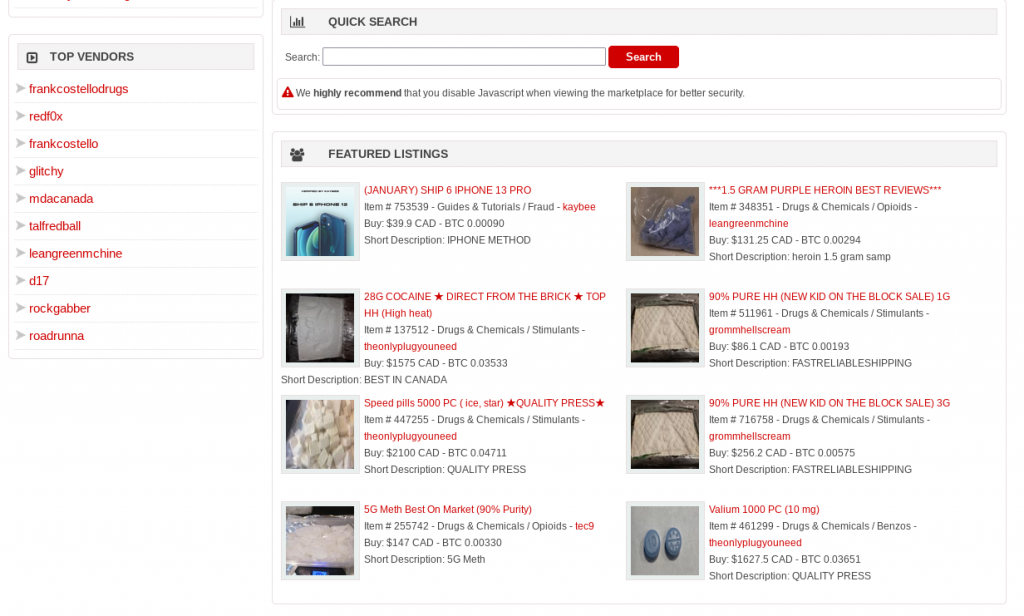 TOP VENDORS
frankcostellodrugs
redf0x
frankcostello
glitchy
mdacanada
talfredball
leangreenmchine
d17
rockgabber
roadrunna
QUICK SEARCH
Search: Search
We highly recommend that you disable Javascript when viewing the marketplace for better security.
FEATURED LISTINGS
(JANUARY) SHIP 6 IPHONE 13 PRO
Item # 753539 - Guides & Tutorials / Fraud - kaybee
Buy: $39.9 CAD - BTC 0.00090
Short Description: IPHONE METHOD
SHIP 6 IPHONE 13
***1.5 GRAM PURPLE HEROIN BEST REVIEWS***
Item # 348351 - Drugs & Chemicals / Opioids -
leangreenmchine
Buy: $131.25 CAD - BTC 0.00294
Short Description: heroin 1.5 gram samp
28G COCAINE ★ DIRECT FROM THE BRICK ★ TOP
HH (High heat)
Item # 137512 - Drugs & Chemicals / Stimulants -
theonlyplugyouneed
Buy: $1575 CAD - BTC 0.03533
Short Description: BEST IN CANADA
90% PURE HH (NEW KID ON THE BLOCK SALE) 1G
Item # 511961 - Drugs & Chemicals / Stimulants -
grommhellscream
Buy: $86.1 CAD - BTC 0.00193
Short Description: FASTRELIABLESHIPPING
Speed pills 5000 PC ( ice, star) ★QUALITY PRESS★
Item # 447255 - Drugs & Chemicals / Stimulants -
theonlyplugyouneed
Buy: $2100 CAD - BTC 0.04711
Short Description: QUALITY PRESS
90% PURE HH (NEW KID ON THE BLOCK SALE) 3G
Item # 716758 - Drugs & Chemicals / Stimulants -
grommhellscream
Buy: $256.2 CAD - BTC 0.00575
Short Description: FASTRELIABLESHIPPING
5G Meth Best On Market (90% Purity)
Item # 255742 - Drugs & Chemicals / Opioids - tec9
Buy: $147 CAD - BTC 0.00330
Short Description: 5G Meth
Valium 1000 PC (10 mg)
Item # 461299 - Drugs & Chemicals / Benzos -
theonlyplugyouneed
Buy: $1627.5 CAD - BTC 0.03651
Short Description: QUALITY PRESS